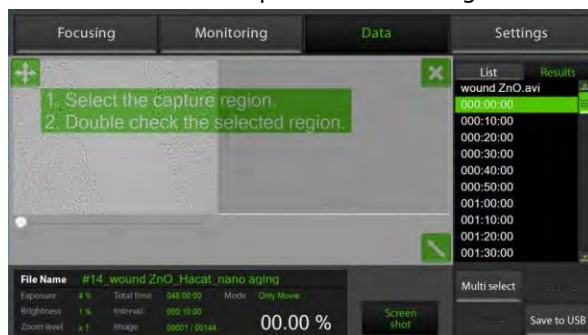 Focusing Monitoring Data Settings
1. Select the capture region.
2. Double check the selected region.
List Results
wound ZnO.avi
000:00:00
000:10:00
000:20:00
000:30:00
000:40:00
000:50:00
001:00:00
001:10:00
001:20:00
001:30:00
File Name #14_wound ZnO_Hacat_nano aging
Exposure 4 % Total time 048:00:00 Mode Only Movie
Brightness 1 % Interval 000:10:00
Zoom level x 1 Image 00001 / 00144
00.00 %
Screen
shot
Multi select
Save to USB